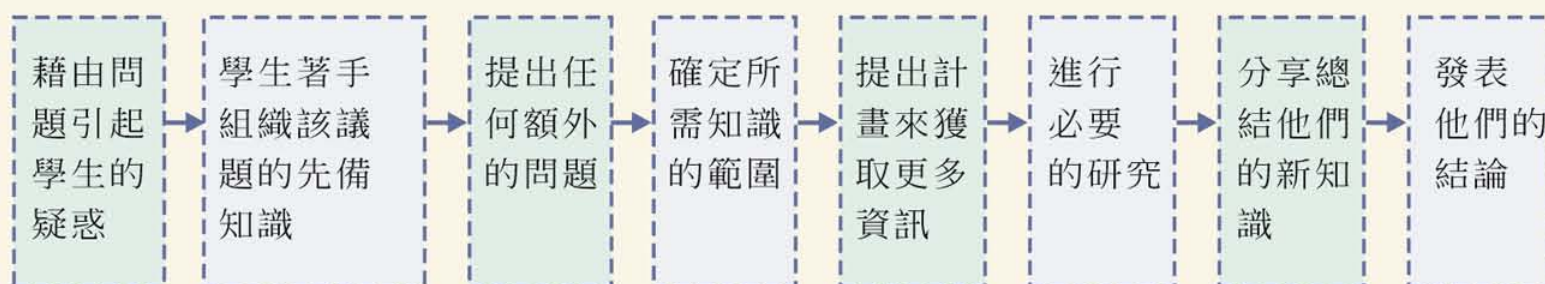 藉由問
題引起
學生的
疑惑
學生著手
組織該議
題的先備
知識
提出任
何額外
的問題
確定所
需知識
的範圍
提出計
畫來獲
取更多
資訊
進行
必要
的研究
分享總
結他們
的新知
識
發表
他們的
結論